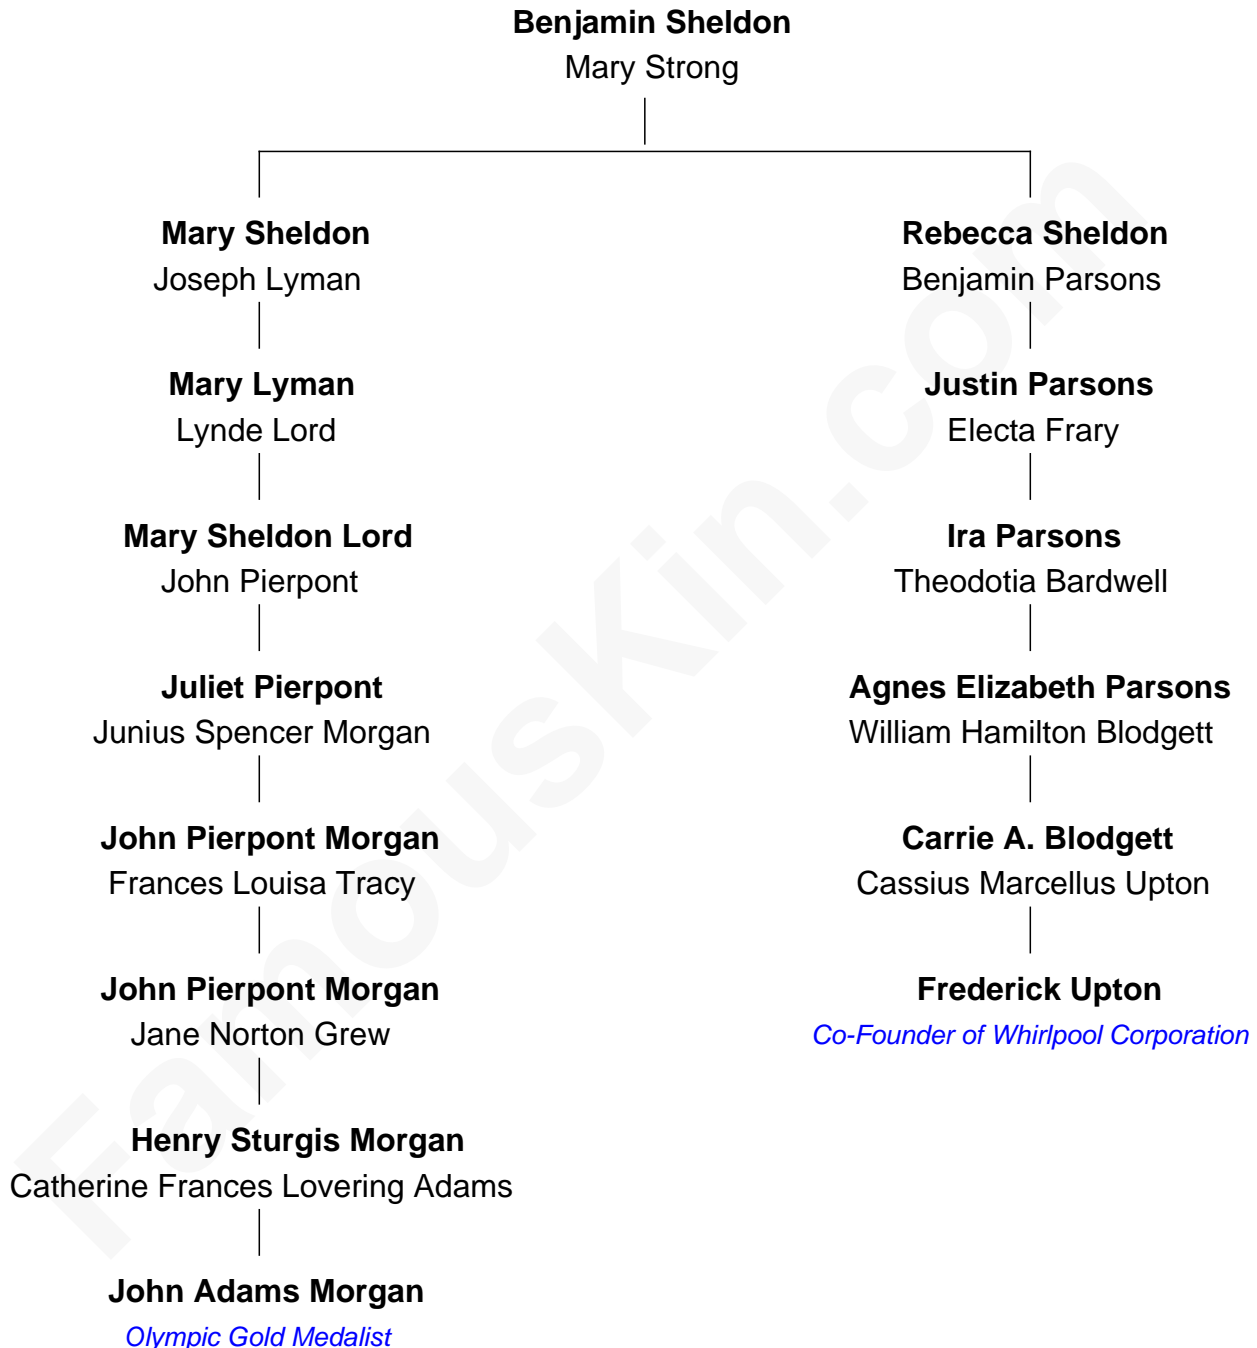 Benjamin Sheldon
Mary Strong
Mary Sheldon
Joseph Lyman
Rebecca Sheldon
Benjamin Parsons
Mary Lyman
Lynde Lord
Justin Parsons
Electa Frary
Mary Sheldon Lord
John Pierpont
Ira Parsons
Theodotia Bardwell
Juliet Pierpont
Junius Spencer Morgan
Agnes Elizabeth Parsons
William Hamilton Blodgett
John Pierpont Morgan
Frances Louisa Tracy
Carrie A. Blodgett
Cassius Marcellus Upton
John Pierpont Morgan
Jane Norton Grew
Frederick Upton
Co-Founder of Whirlpool Corporation
Henry Sturgis Morgan
Catherine Frances Lovering Adams
John Adams Morgan
Olympic Gold Medalist
FamousKin.com